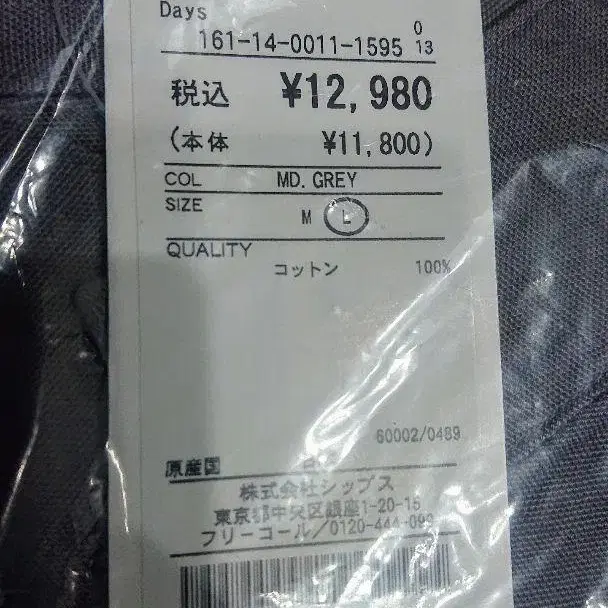 Days
161-14-0011-1595 0
13
税込 ¥12,980
(本体 ¥11,800)
COL MD. GREY
SIZE
M L
QUALITY
コットン 100%
60002/0489
原産国
株式会社シップス
東京都中央区銀座1-20-15
フリーコール/0120-444-099